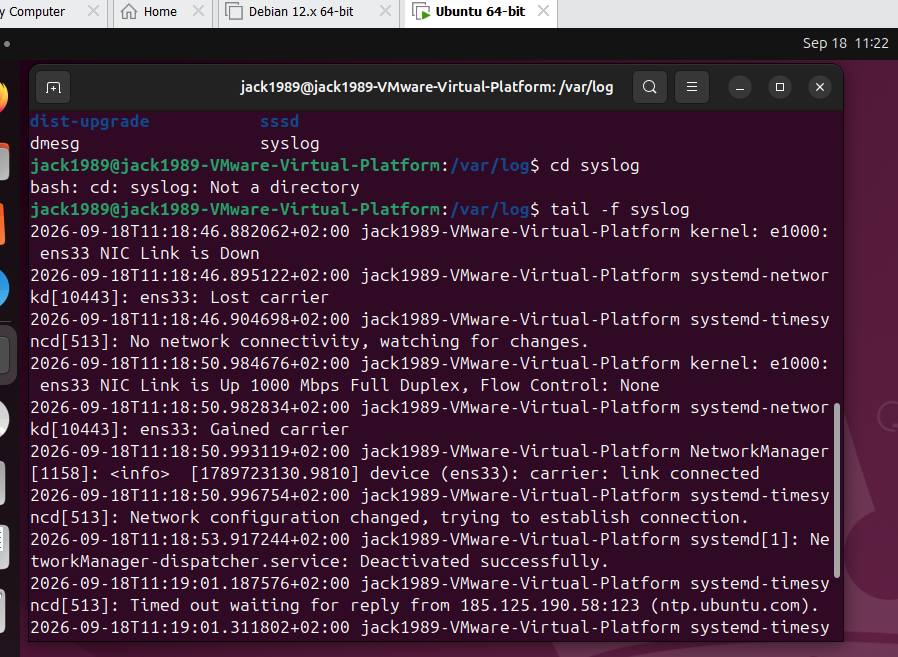 y Computer Home Debian 12.x 64-bit Ubuntu 64-bit
Sep 18 11:22
jack1989@jack1989-VMware-Virtual-Platform: /var/log
dist-upgrade sssd
dmesg syslog
jack1989@jack1989-VMware-Virtual-Platform:/var/log$ cd syslog
bash: cd: syslog: Not a directory
jack1989@jack1989-VMware-Virtual-Platform:/var/log$ tail -f syslog
2026-09-18T11:18:46.882062+02:00 jack1989-VMware-Virtual-Platform kernel: e1000:
 ens33 NIC Link is Down
2026-09-18T11:18:46.895122+02:00 jack1989-VMware-Virtual-Platform systemd-networ
kd[10443]: ens33: Lost carrier
2026-09-18T11:18:46.904698+02:00 jack1989-VMware-Virtual-Platform systemd-timesy
ncd[513]: No network connectivity, watching for changes.
2026-09-18T11:18:50.984676+02:00 jack1989-VMware-Virtual-Platform kernel: e1000:
 ens33 NIC Link is Up 1000 Mbps Full Duplex, Flow Control: None
2026-09-18T11:18:50.982834+02:00 jack1989-VMware-Virtual-Platform systemd-networ
kd[10443]: ens33: Gained carrier
2026-09-18T11:18:50.993119+02:00 jack1989-VMware-Virtual-Platform NetworkManager
[1158]: <info>  [1789723130.9810] device (ens33): carrier: link connected
2026-09-18T11:18:50.996754+02:00 jack1989-VMware-Virtual-Platform systemd-timesy
ncd[513]: Network configuration changed, trying to establish connection.
2026-09-18T11:18:53.917244+02:00 jack1989-VMware-Virtual-Platform systemd[1]: Ne
tworkManager-dispatcher.service: Deactivated successfully.
2026-09-18T11:19:01.187576+02:00 jack1989-VMware-Virtual-Platform systemd-timesy
ncd[513]: Timed out waiting for reply from 185.125.190.58:123 (ntp.ubuntu.com).
2026-09-18T11:19:01.311802+02:00 jack1989-VMware-Virtual-Platform systemd-timesy